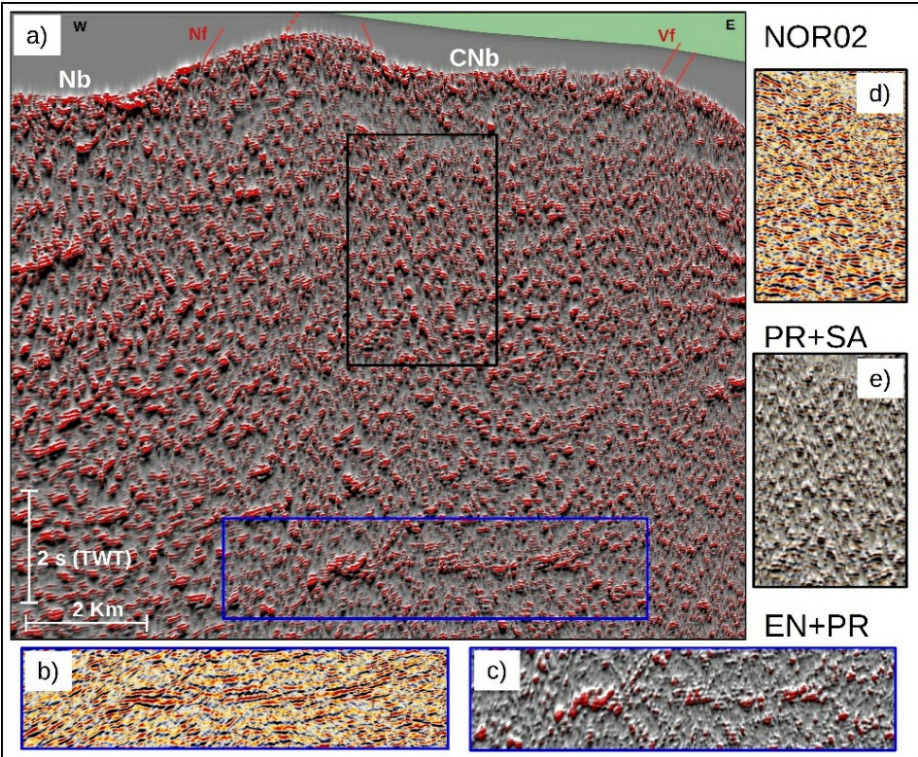 a)
W
Nf
Vf
E
Nb
CNb
NOR02
d)
PR+SA
e)
2 s (TWT)
2 Km
EN+PR
b)
c)